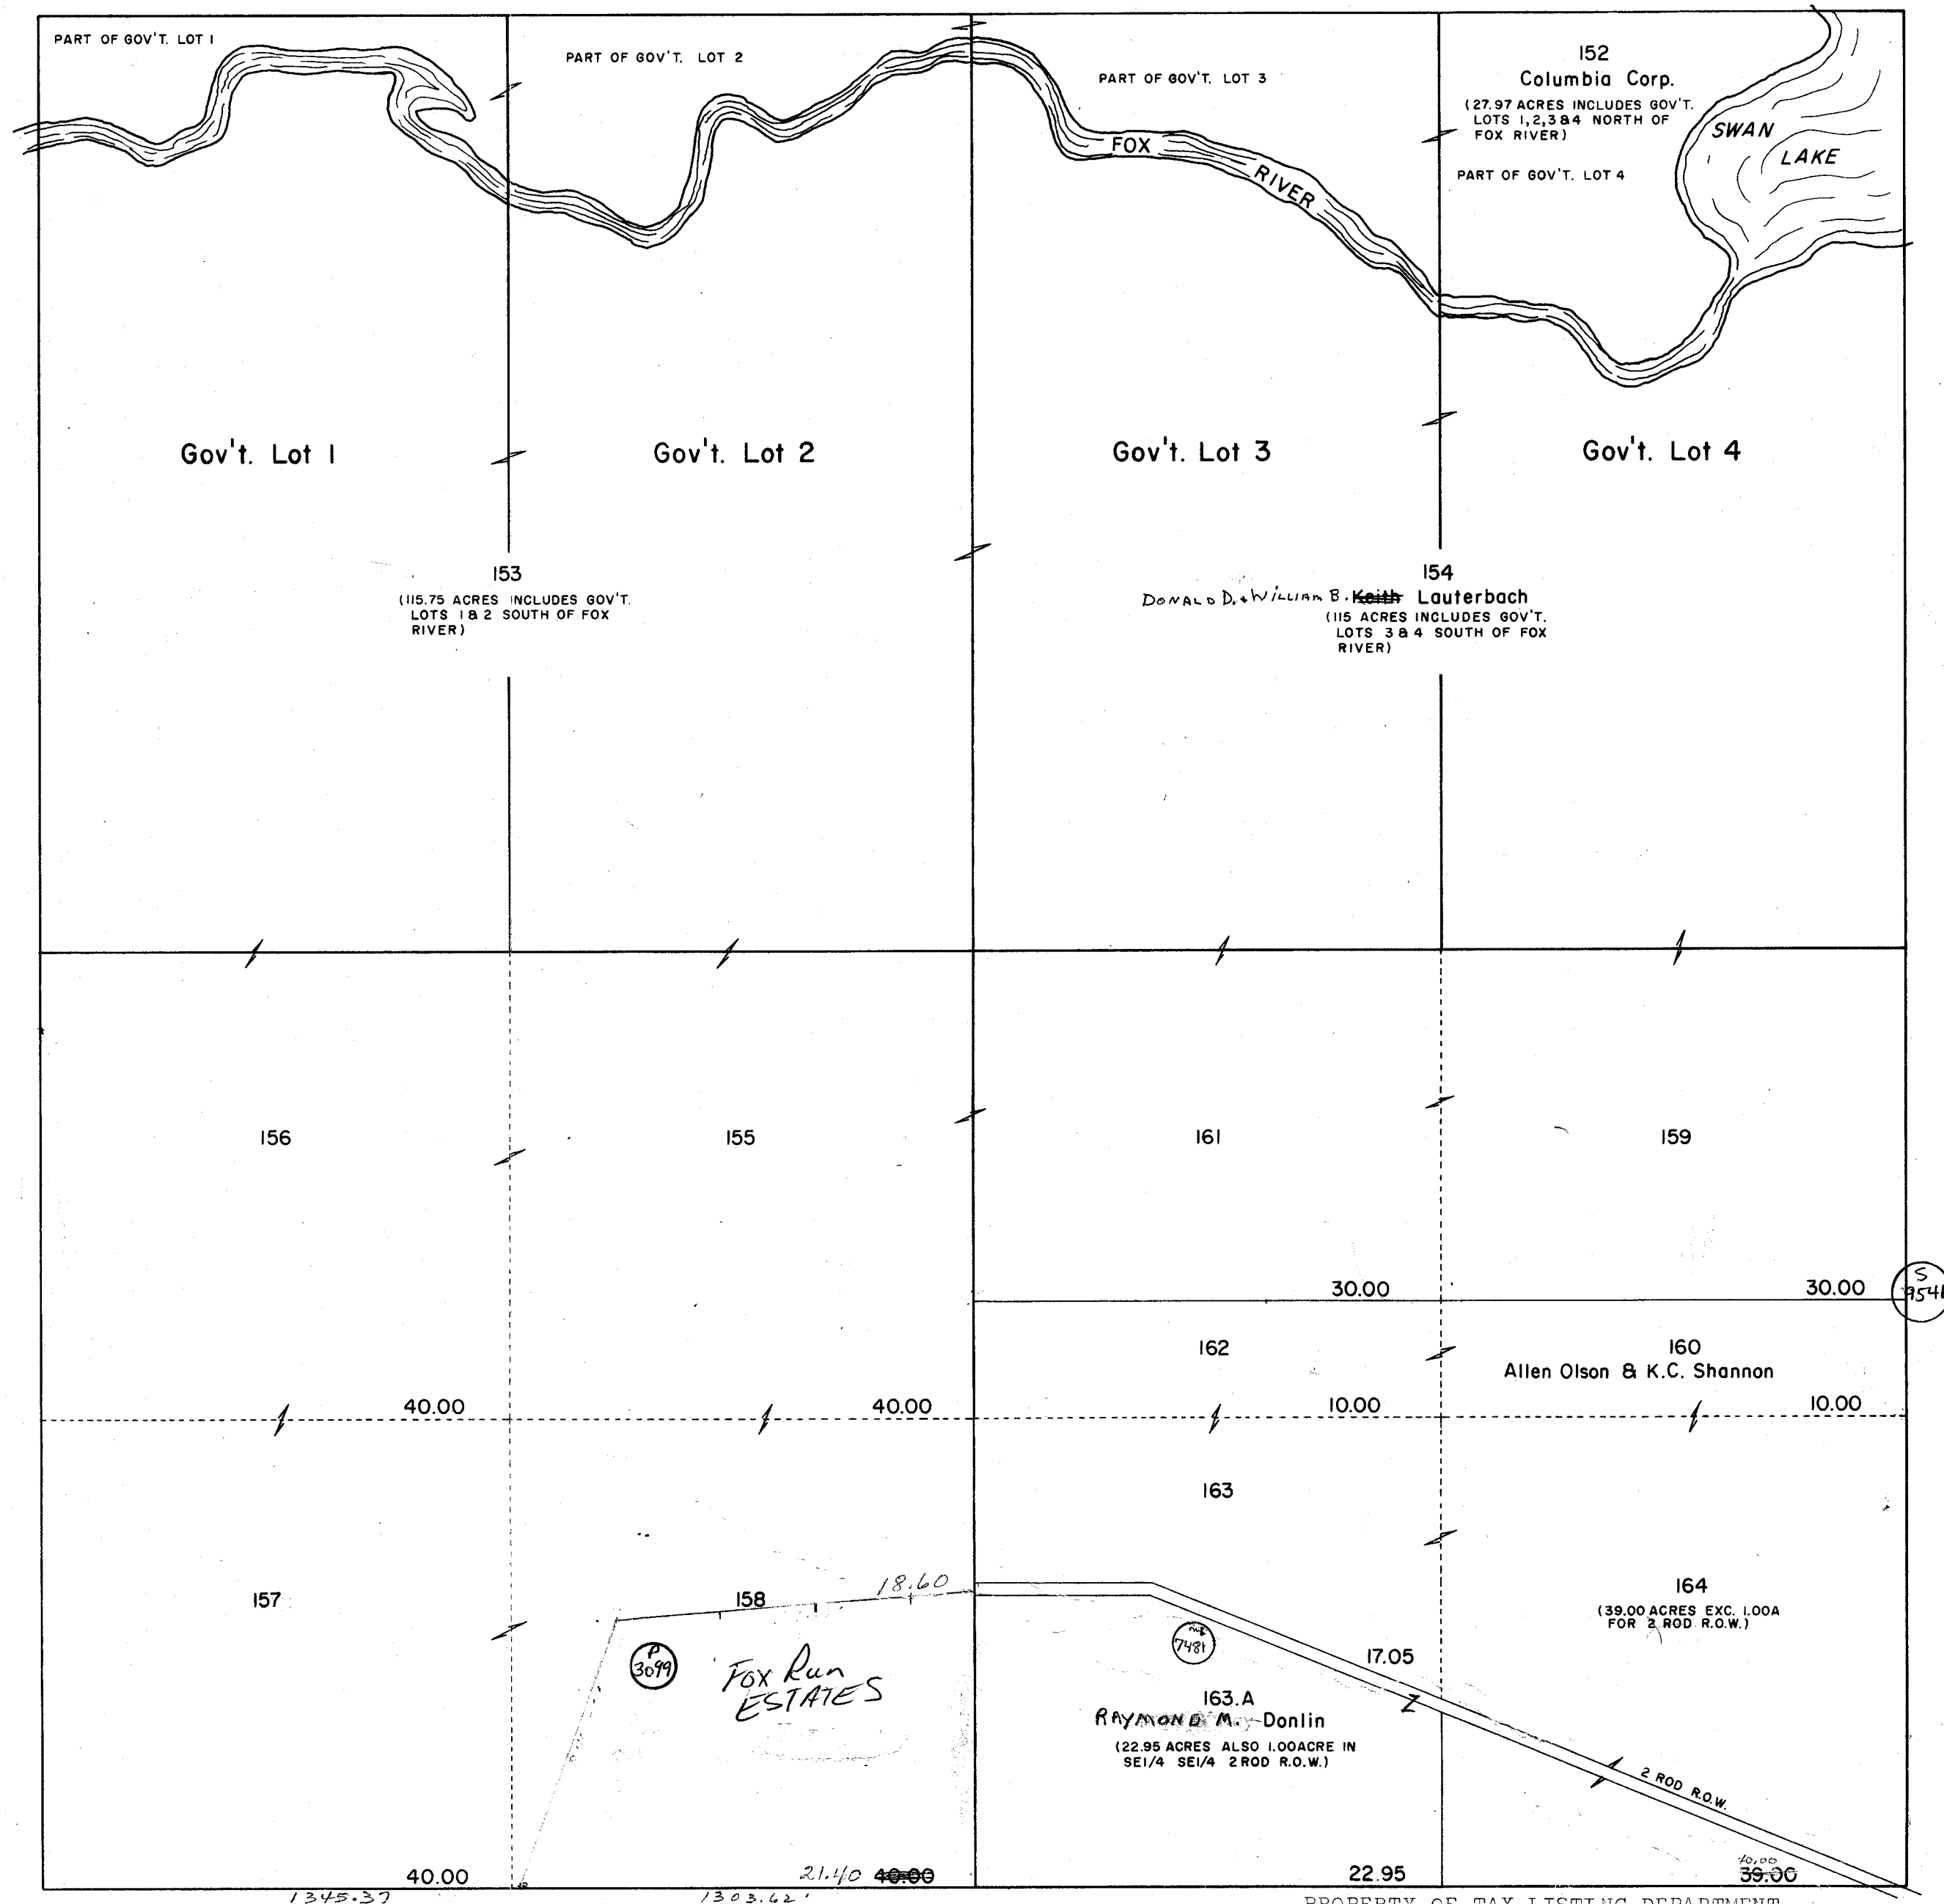 PART OF GOV'T. LOT 1
PART OF GOV'T. LOT 2
PART OF GOV'T. LOT 3
152
Columbia Corp.
(27.97 ACRES INCLUDES GOV'T.
LOTS 1,2,3&4 NORTH OF
FOX RIVER)
PART OF GOV'T. LOT 4
SWAN
LAKE
FOX
RIVER
Gov't. Lot 1
Gov't. Lot 2
Gov't. Lot 3
Gov't. Lot 4
153
(115.75 ACRES INCLUDES GOV'T.
LOTS 1 & 2 SOUTH OF FOX
RIVER)
154
DONALD D. + WILLIAM B. Keith Lauterbach
(115 ACRES INCLUDES GOV'T.
LOTS 3 & 4 SOUTH OF FOX
RIVER)
156
155
161
159
30.00
30.00
S
9541
162
160
Allen Olson & K.C. Shannon
40.00
40.00
10.00
10.00
163
157
158
18.60
164
(39.00 ACRES EXC. 1.00A
FOR 2 ROD R.O.W.)
P
3099
FOX Run
ESTATES
7481
17.05
163.A
RAYMOND M. Donlin
(22.95 ACRES ALSO 1.00ACRE IN
SE1/4 SE1/4 2 ROD R.O.W.)
2 ROD R.O.W.
40.00
21.40 40.00
22.95
40.00
39.00
1345.37
1303.62'
PROPERTY OF TAX LISTING DEPARTMENT